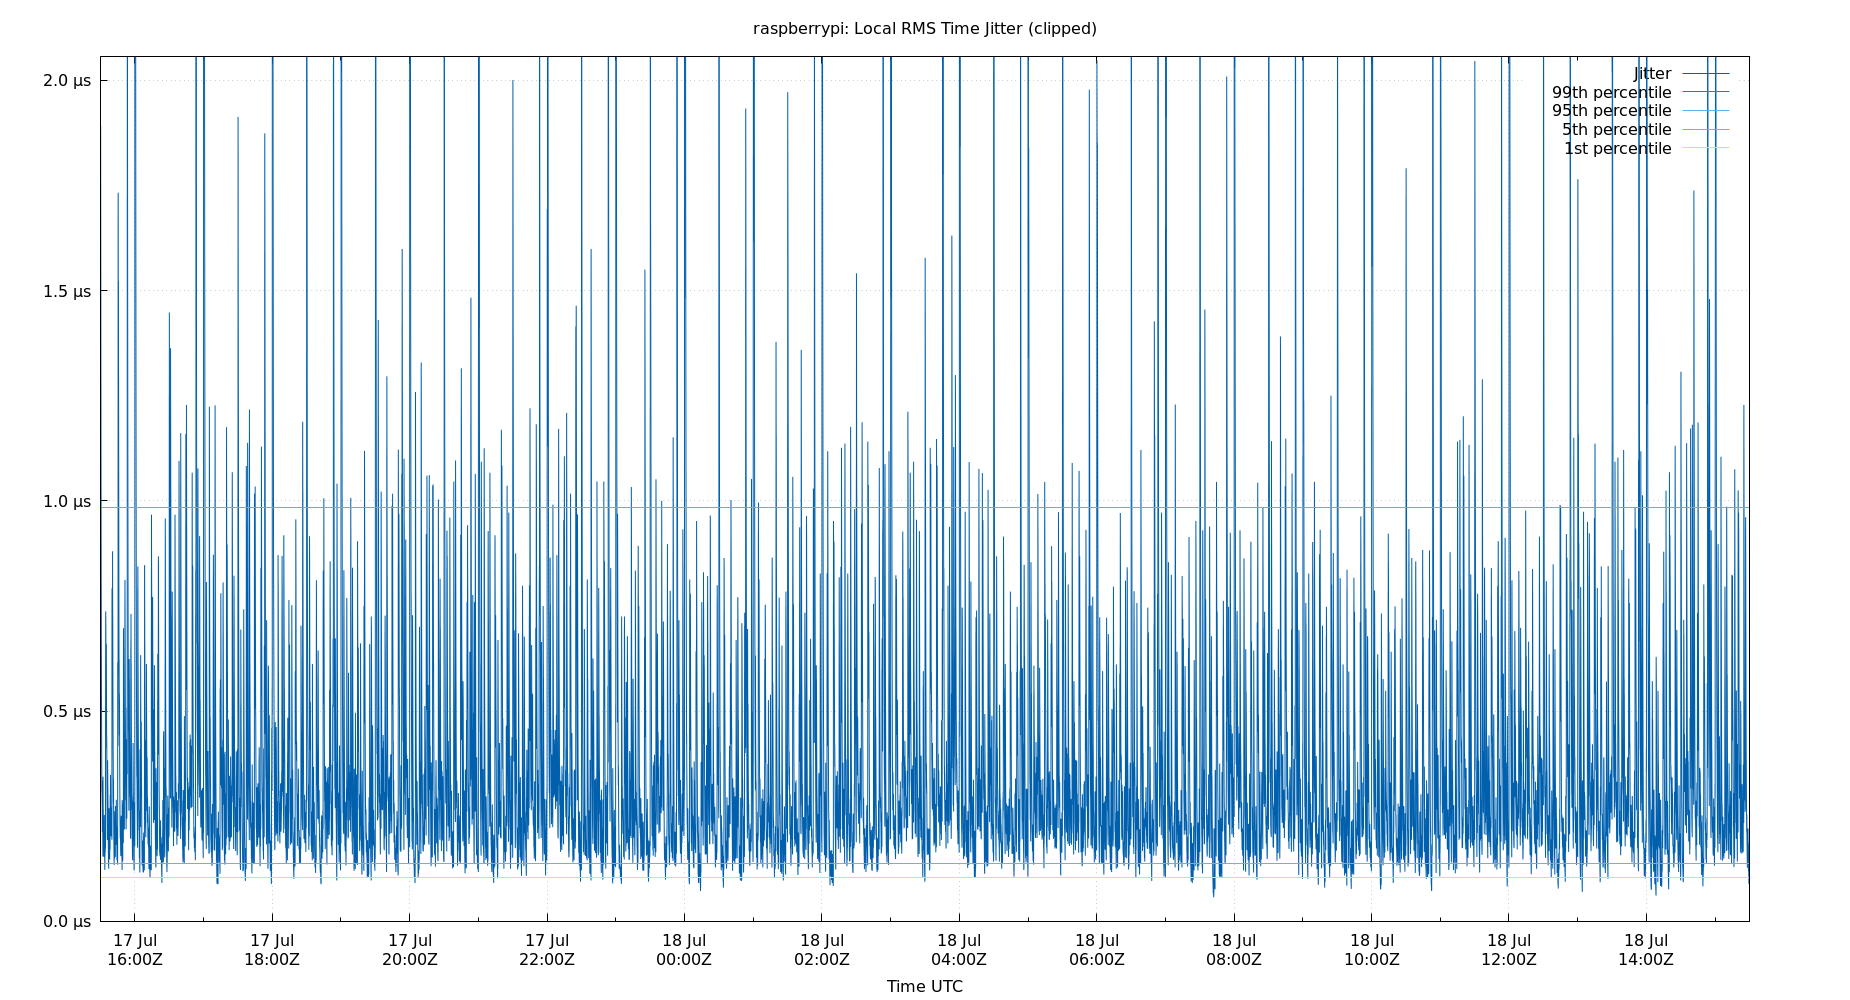 raspberrypi: Local RMS Time Jitter (clipped)
2.0 µs
1.5 µs
1.0 µs
0.5 µs
0.0 µs
Jitter
99th percentile
95th percentile
5th percentile
1st percentile
17 Jul 17 Jul 17 Jul 17 Jul 18 Jul 18 Jul 18 Jul 18 Jul 18 Jul 18 Jul 18 Jul 18 Jul
16:00Z 18:00Z 20:00Z 22:00Z 00:00Z 02:00Z 04:00Z 06:00Z 08:00Z 10:00Z 12:00Z 14:00Z
Time UTC